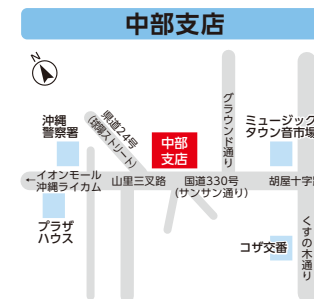 中部支店
N
沖縄
警察署
県道24号
(球陽ストリート)
中部
支店
グラウンド通り
ミュージック
タウン音市場
←イオンモール
沖縄ライカム
山里三叉路
国道330号
(サンサン通り)
胡屋十字路
プラザ
ハウス
コザ交番
くすの木通り